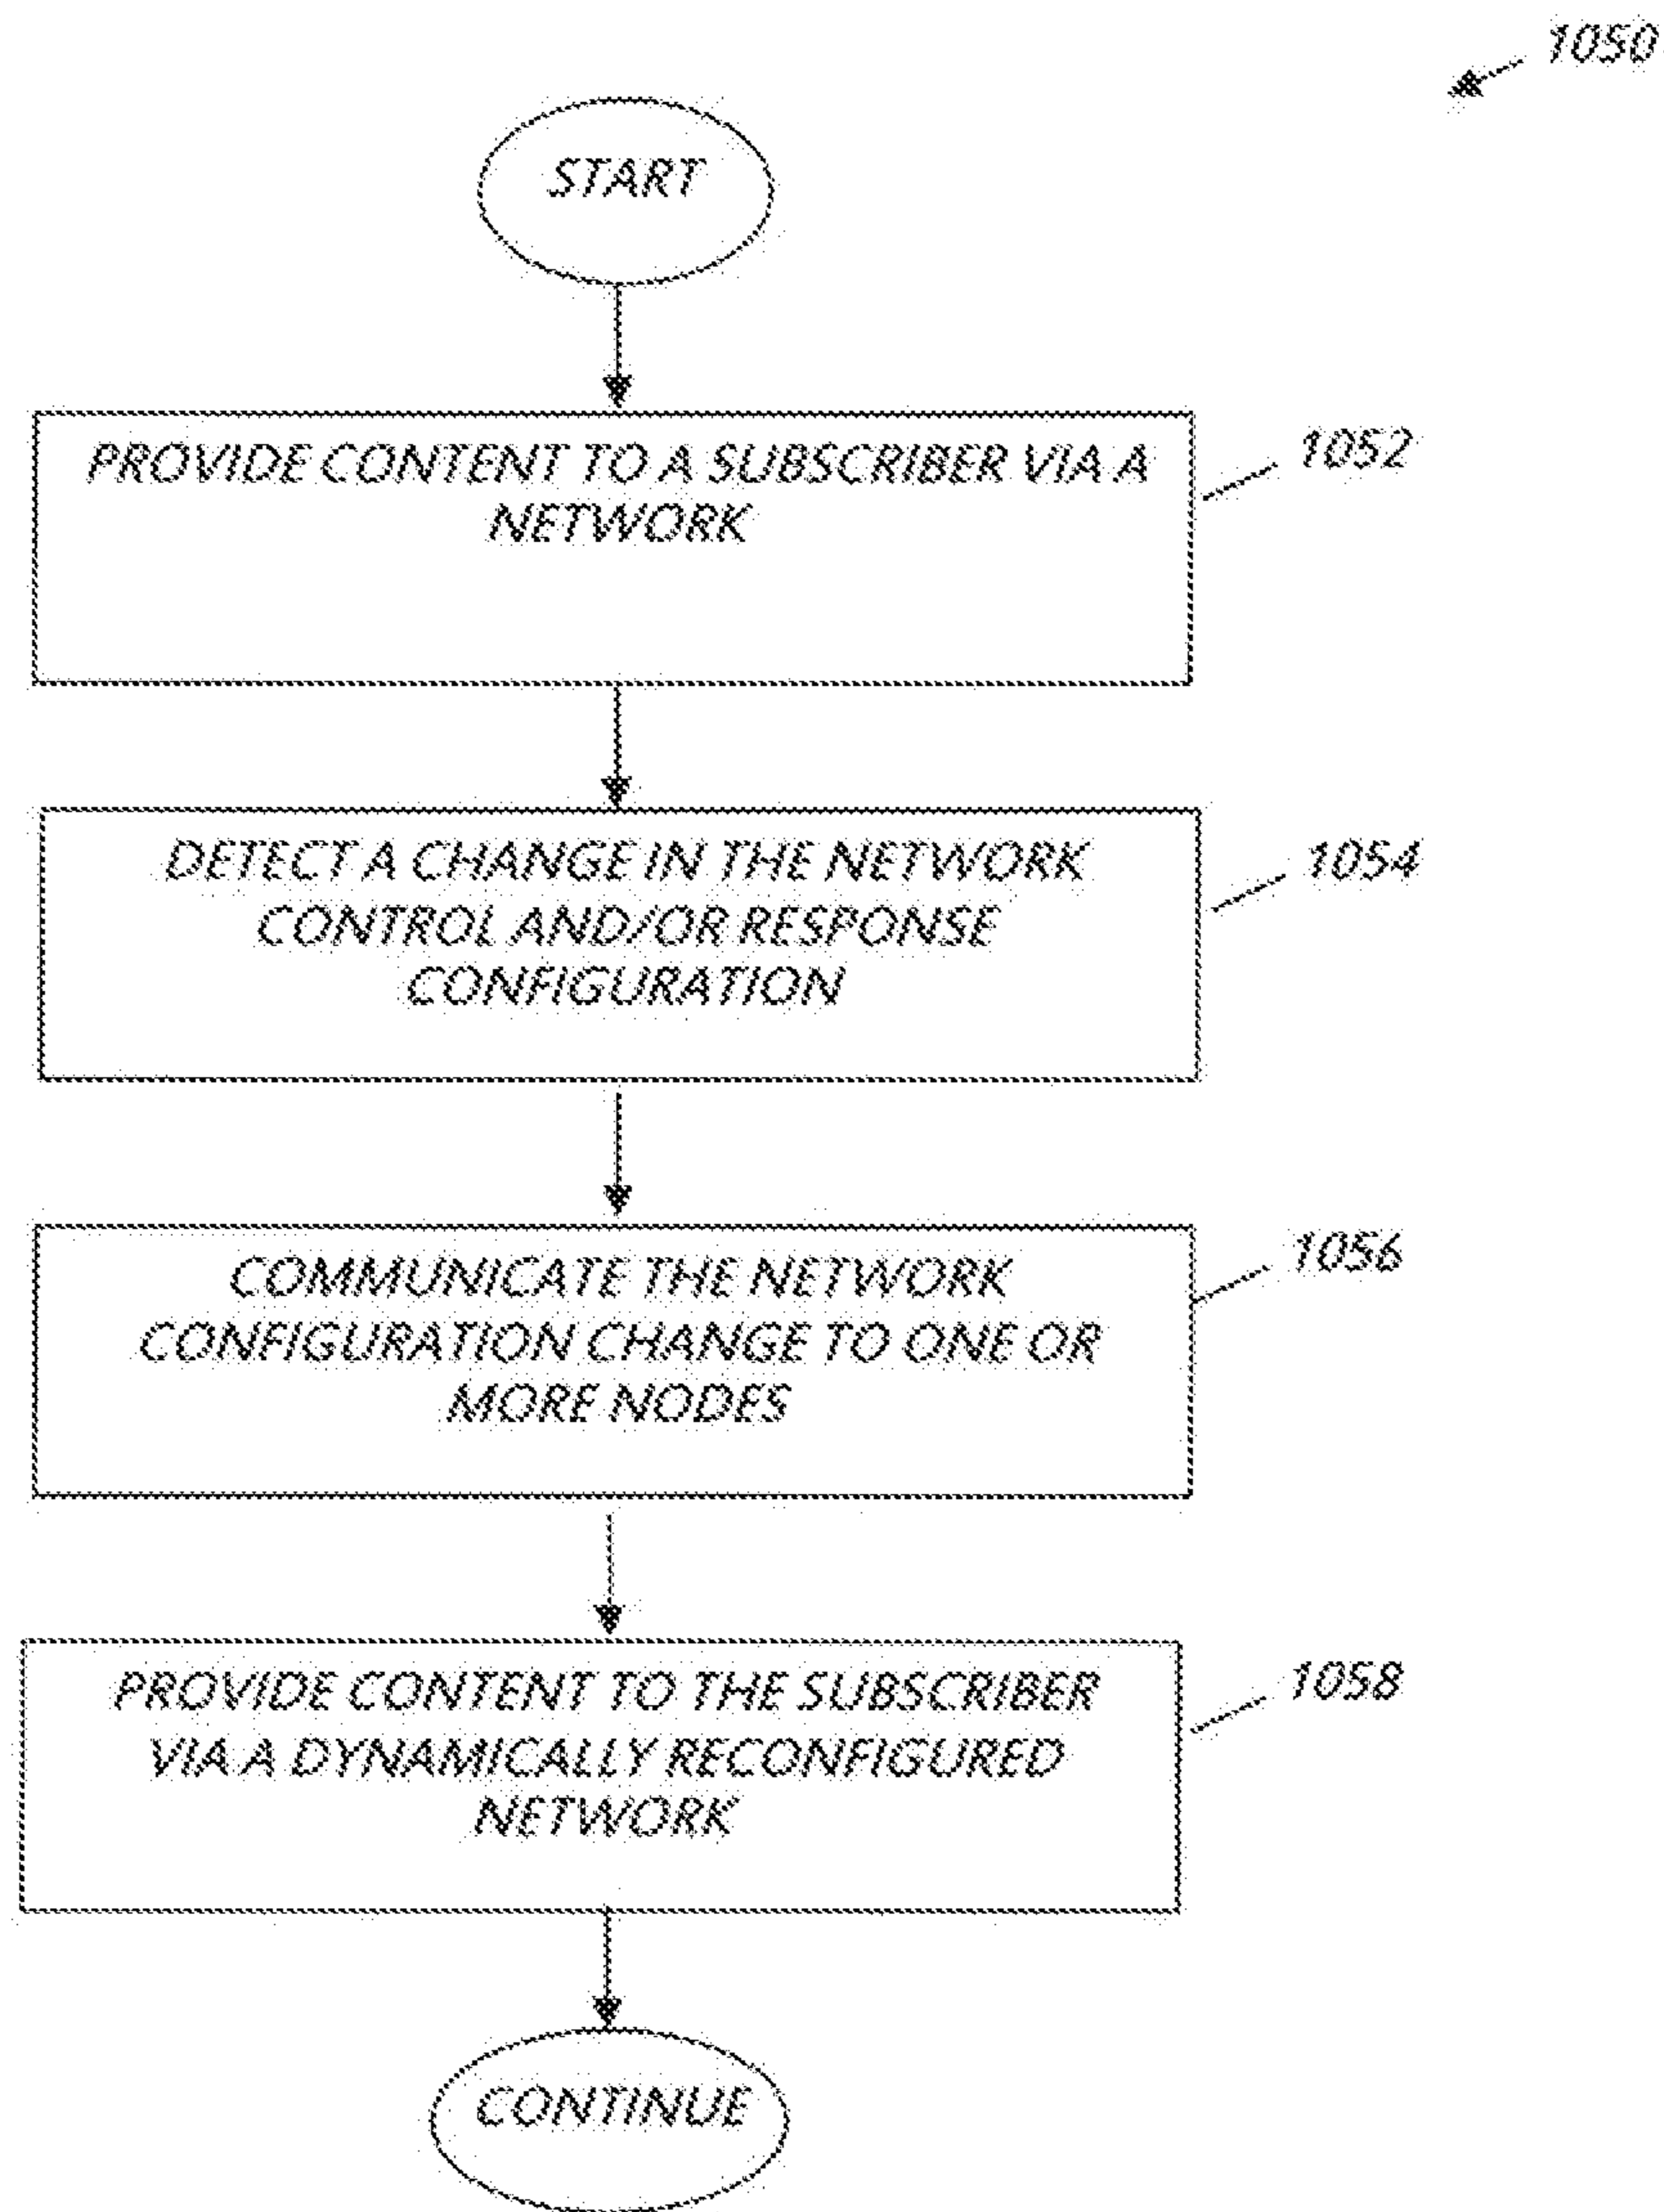 1050
START
PROVIDE CONTENT TO A SUBSCRIBER VIA A
NETWORK
1052
DETECT A CHANGE IN THE NETWORK
CONTROL AND/OR RESPONSE
CONFIGURATION
1054
COMMUNICATE THE NETWORK
CONFIGURATION CHANGE TO ONE OR
MORE NODES
1056
PROVIDE CONTENT TO THE SUBSCRIBER
VIA A DYNAMICALLY RECONFIGURED
NETWORK
1058
CONTINUE